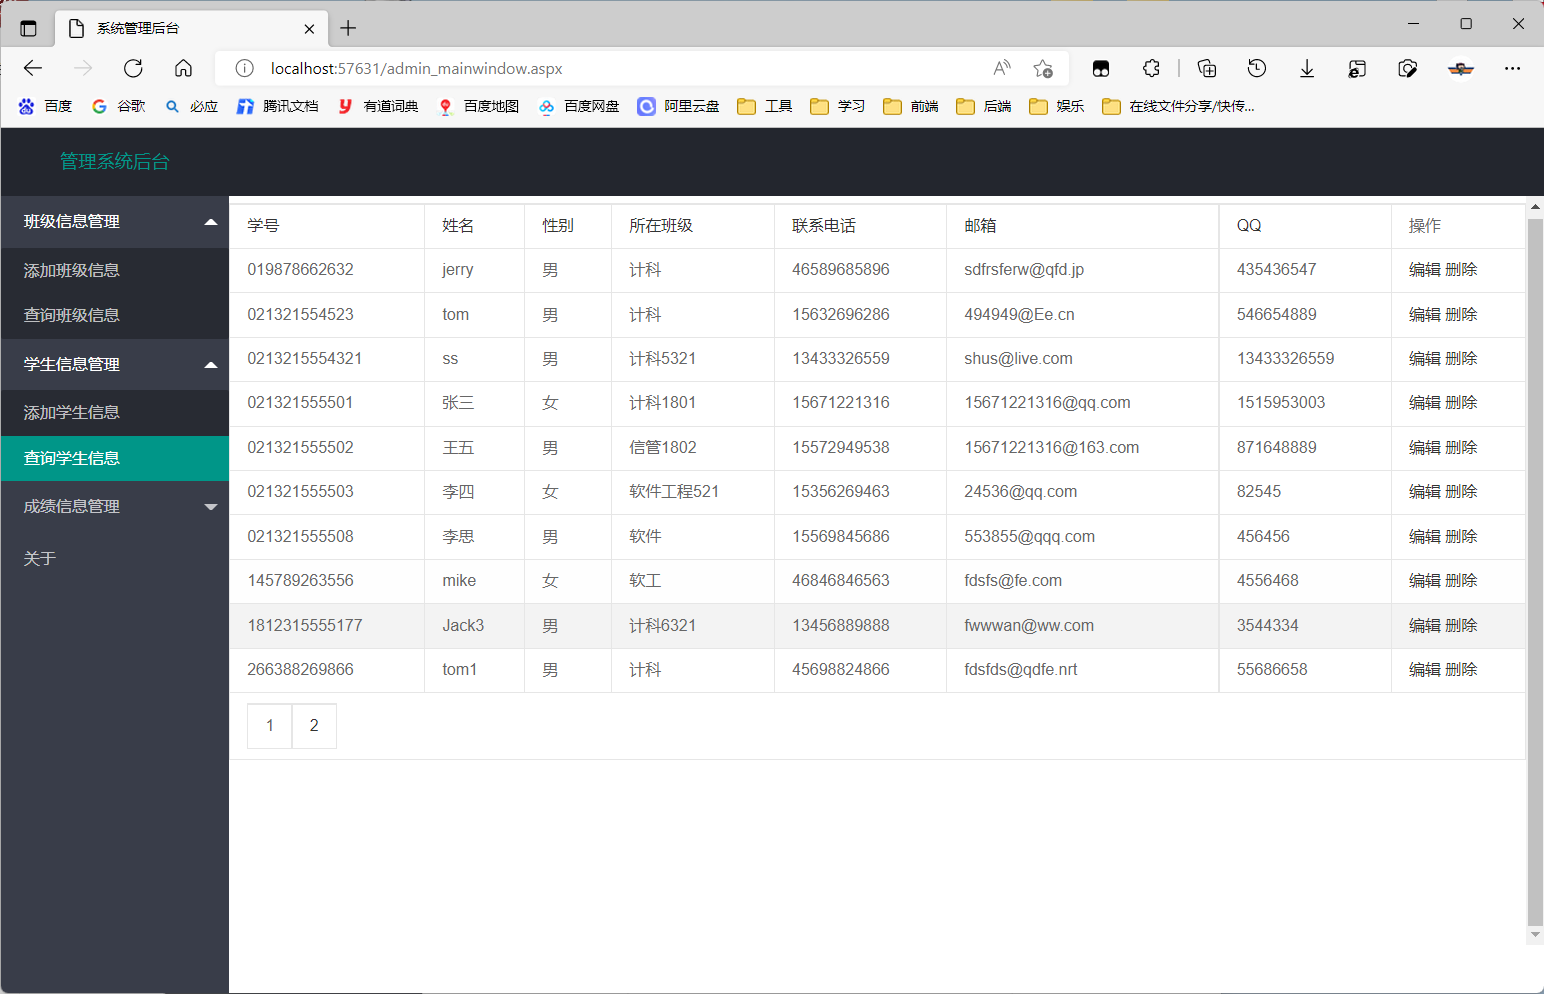 系统管理后台
localhost:57631/admin_mainwindow.aspx
百度 谷歌 必应 腾讯文档 有道词典 百度地图 百度网盘 阿里云盘 工具 学习 前端 后端 娱乐 在线文件分享/快传...
管理系统后台
班级信息管理
添加班级信息
查询班级信息
学生信息管理
添加学生信息
查询学生信息
成绩信息管理
关于
学号 姓名 性别 所在班级 联系电话 邮箱 QQ 操作
019878662632 jerry 男 计科 46589685896 sdfrsferw@qfd.jp 435436547 编辑 删除
021321554523 tom 男 计科 15632696286 494949@Ee.cn 546654889 编辑 删除
0213215554321 ss 男 计科5321 13433326559 shus@live.com 13433326559 编辑 删除
021321555501 张三 女 计科1801 15671221316 15671221316@qq.com 1515953003 编辑 删除
021321555502 王五 男 信管1802 15572949538 15671221316@163.com 871648889 编辑 删除
021321555503 李四 女 软件工程521 15356269463 24536@qq.com 82545 编辑 删除
021321555508 李思 男 软件 15569845686 553855@qqq.com 456456 编辑 删除
145789263556 mike 女 软工 46846846563 fdsfs@fe.com 4556468 编辑 删除
1812315555177 Jack3 男 计科6321 13456889888 fwwwan@ww.com 3544334 编辑 删除
266388269866 tom1 男 计科 45698824866 fdsfds@qdfe.nrt 55686658 编辑 删除
1 2